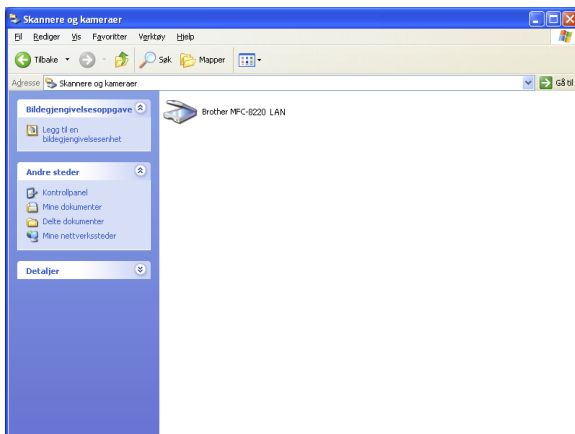 Skannere og kameraer
Fil Rediger Vis Favoritter Verktøy Hjelp
Tilbake Søk Mapper
Adresse Skannere og kameraer Gå til
Bildegjengivelsesoppgave
Legg til en
bildegjengivelsesenhet
Andre steder
Kontrollpanel
Mine dokumenter
Delte dokumenter
Mine nettverkssteder
Detaljer
Brother MFC-8220 LAN